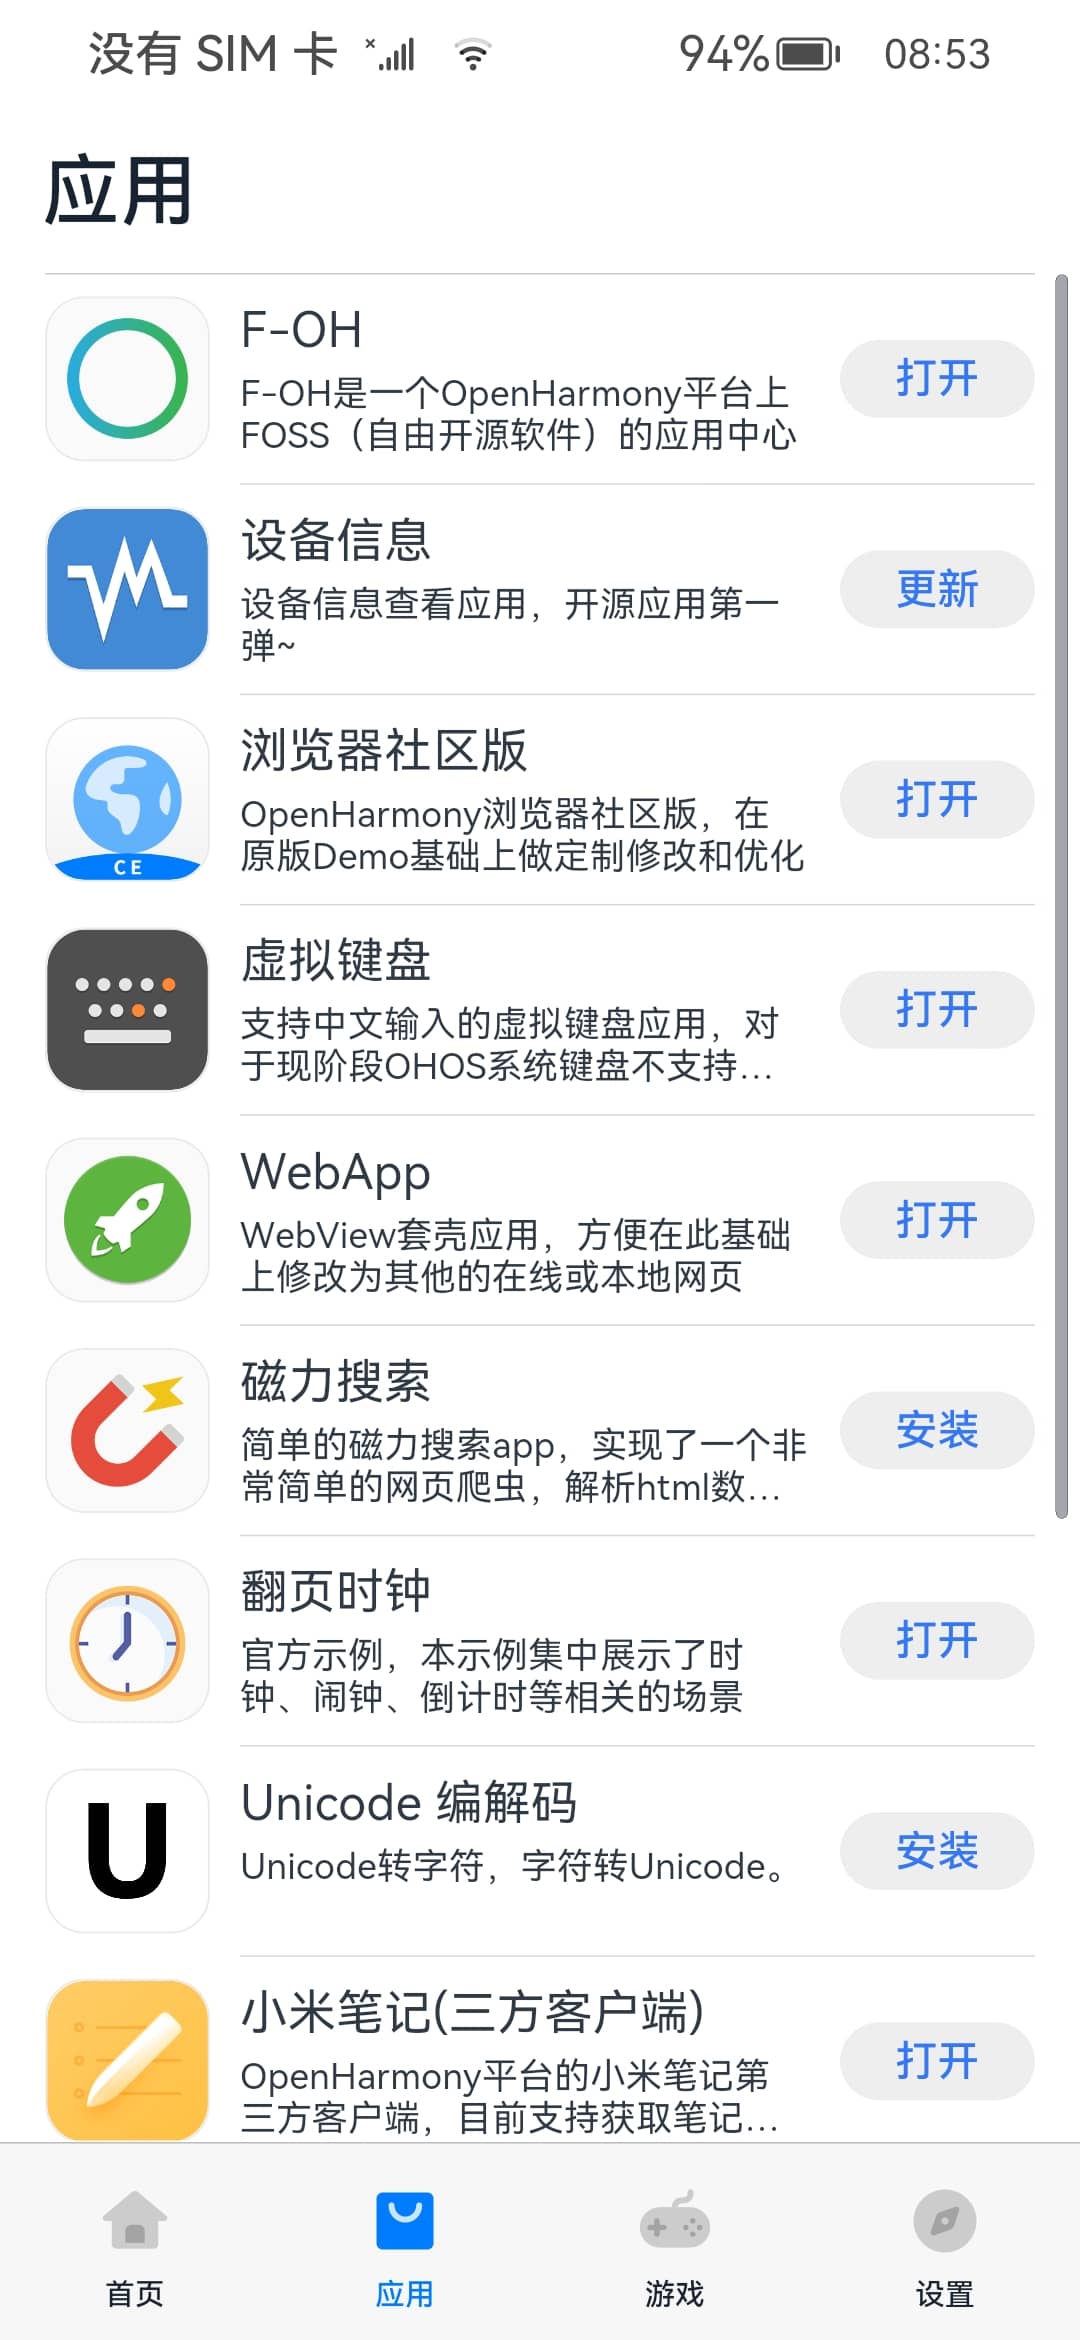 没有 SIM 卡
94%
08:53
应用
F-OH
F-OH是一个OpenHarmony平台上
FOSS（自由开源软件）的应用中心
打开
设备信息
设备信息查看应用，开源应用第一
弹~
更新
浏览器社区版
OpenHarmony浏览器社区版，在
原版Demo基础上做定制修改和优化
CE
打开
虚拟键盘
支持中文输入的虚拟键盘应用，对
于现阶段OHOS系统键盘不支持...
打开
WebApp
WebView套壳应用，方便在此基础
上修改为其他的在线或本地网页
打开
磁力搜索
简单的磁力搜索app，实现了一个非
常简单的网页爬虫，解析html数...
安装
翻页时钟
官方示例，本示例集中展示了时
钟、闹钟、倒计时等相关的场景
打开
U
Unicode 编解码
Unicode转字符，字符转Unicode。
安装
小米笔记(三方客户端)
OpenHarmony平台的小米笔记第
三方客户端，目前支持获取笔记...
打开
首页
应用
游戏
设置